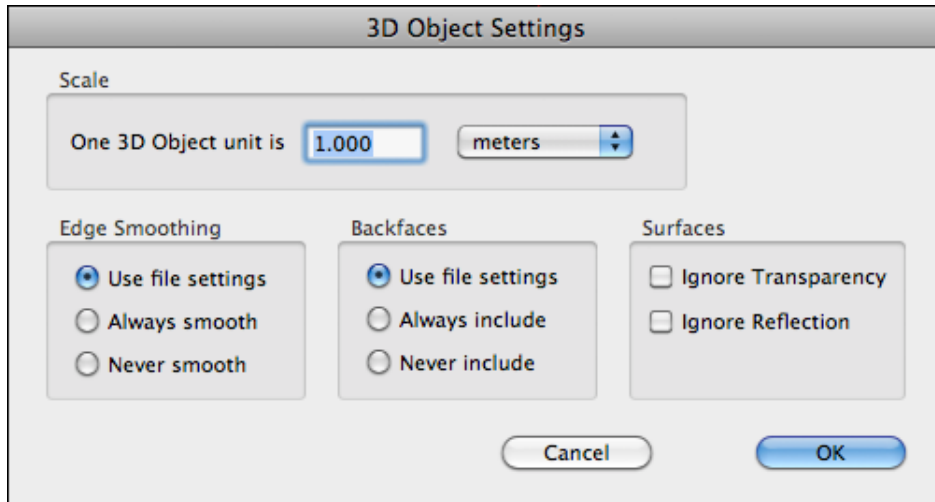 3D Object Settings
Scale
One 3D Object unit is 1.000 meters
Edge Smoothing
Use file settings
Always smooth
Never smooth
Backfaces
Use file settings
Always include
Never include
Surfaces
Ignore Transparency
Ignore Reflection
Cancel OK